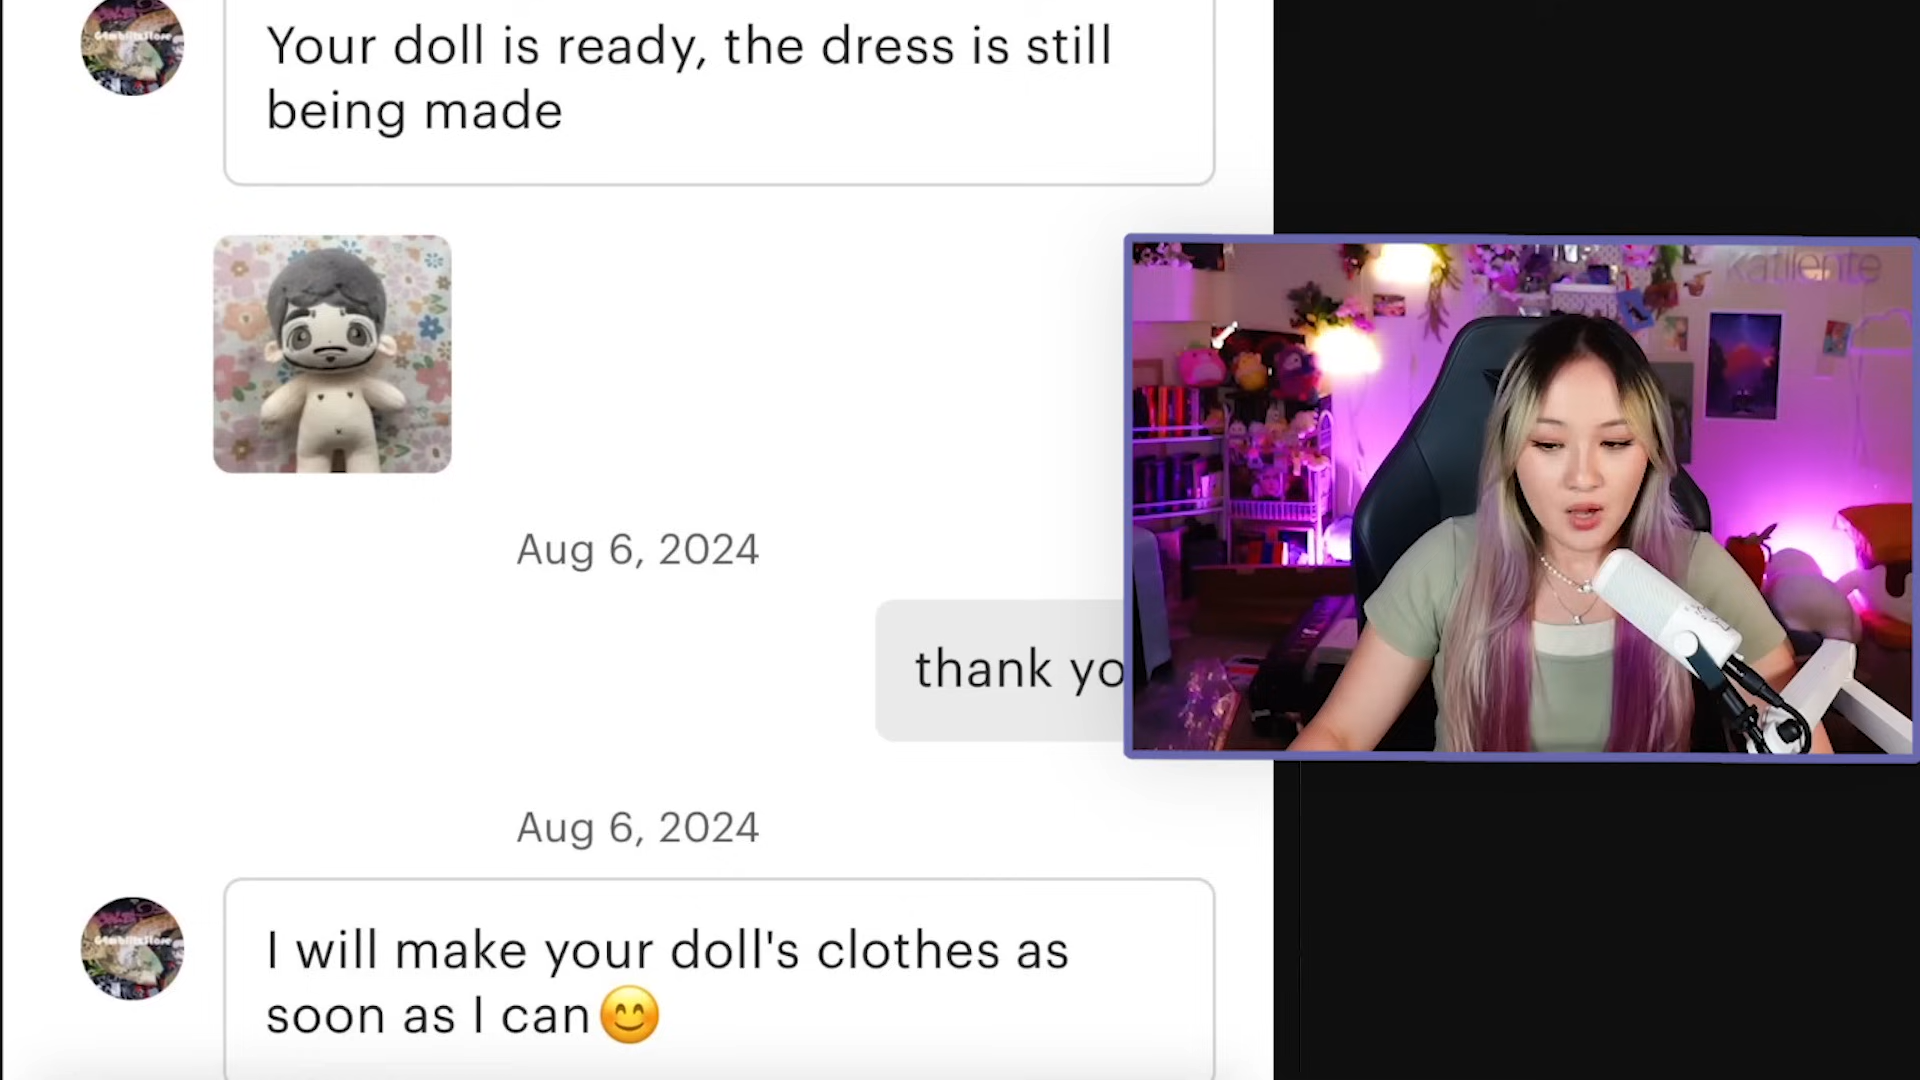 Your doll is ready, the dress is still
being made
Aug 6, 2024
thank yo
Aug 6, 2024
I will make your doll's clothes as
soon as I can😊
katliente